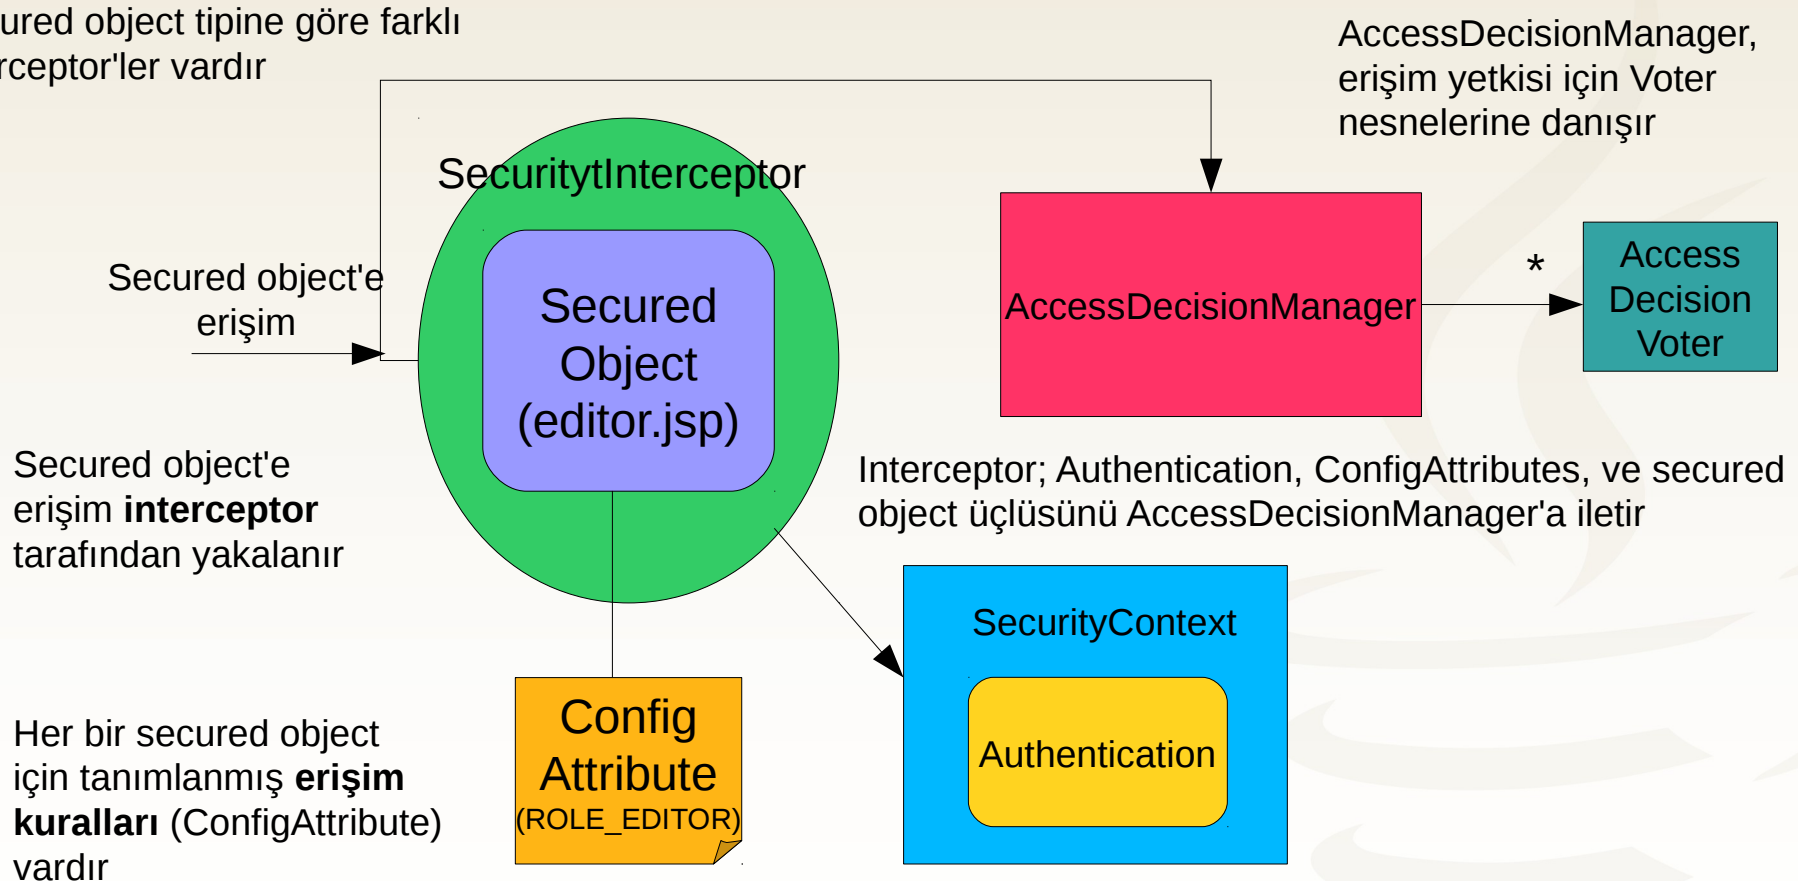 ured object tipine göre farklı
rceptor'ler vardır
AccessDecisionManager,
erişim yetkisi için Voter
nesnelerine danışır
SecuritytInterceptor
Secured object'e
erişim
Secured
Object
(editor.jsp)
AccessDecisionManager
*
Access
Decision
Voter
Secured object'e
erişim interceptor
tarafından yakalanır
Interceptor; Authentication, ConfigAttributes, ve secured
object üçlüsünü AccessDecisionManager'a iletir
SecurityContext
Authentication
Config
Attribute
(ROLE_EDITOR)
Her bir secured object
için tanımlanmış erişim
kuralları (ConfigAttribute)
vardır